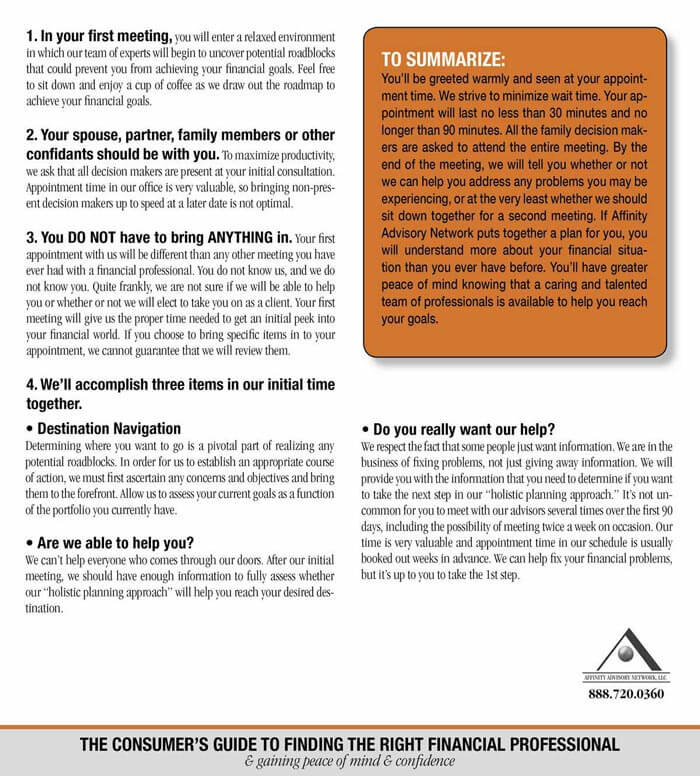 1. In your first meeting, you will enter a relaxed environment
in which our team of experts will begin to uncover potential roadblocks
that could prevent you from achieving your financial goals. Feel free
to sit down and enjoy a cup of coffee as we draw out the roadmap to
achieve your financial goals.
2. Your spouse, partner, family members or other
confidants should be with you. To maximize productivity,
we ask that all decision makers are present at your initial consultation.
Appointment time in our office is very valuable, so bringing non-pres-
ent decision makers up to speed at a later date is not optimal.
3. You DO NOT have to bring ANYTHING in. Your first
appointment with us will be different than any other meeting you have
ever had with a financial professional. You do not know us, and we do
not know you. Quite frankly, we are not sure if we will be able to help
you or whether or not we will elect to take you on as a client. Your first
meeting will give us the proper time needed to get an initial peek into
your financial world. If you choose to bring specific items in to your
appointment, we cannot guarantee that we will review them.
4. We'll accomplish three items in our initial time
together.
• Destination Navigation
Determining where you want to go is a pivotal part of realizing any
potential roadblocks. In order for us to establish an appropriate course
of action, we must first ascertain any concerns and objectives and bring
them to the forefront. Allow us to assess your current goals as a function
of the portfolio you currently have.
• Are we able to help you?
We can't help everyone who comes through our doors. After our initial
meeting, we should have enough information to fully assess whether
our "holistic planning approach" will help you reach your desired des-
tination.
TO SUMMARIZE:
You'll be greeted warmly and seen at your appoint-
ment time. We strive to minimize wait time. Your ap-
pointment will last no less than 30 minutes and no
longer than 90 minutes. All the family decision mak-
ers are asked to attend the entire meeting. By the
end of the meeting, we will tell you whether or not
we can help you address any problems you may be
experiencing, or at the very least whether we should
sit down together for a second meeting. If Affinity
Advisory Network puts together a plan for you, you
will understand more about your financial situa-
tion than you ever have before. You'll have greater
peace of mind knowing that a caring and talented
team of professionals is available to help you reach
your goals.
• Do you really want our help?
We respect the fact that some people just want information. We are in the
business of fixing problems, not just giving away information. We will
provide you with the information that you need to determine if you want
to take the next step in our "holistic planning approach." It's not un-
common for you to meet with our advisors several times over the first 90
days, including the possibility of meeting twice a week on occasion. Our
time is very valuable and appointment time in our schedule is usually
booked out weeks in advance. We can help fix your financial problems,
but it's up to you to take the 1st step.
AFFINITY ADVISORY NETWORK, LLC
888.720.0360
THE CONSUMER'S GUIDE TO FINDING THE RIGHT FINANCIAL PROFESSIONAL
& gaining peace of mind & confidence